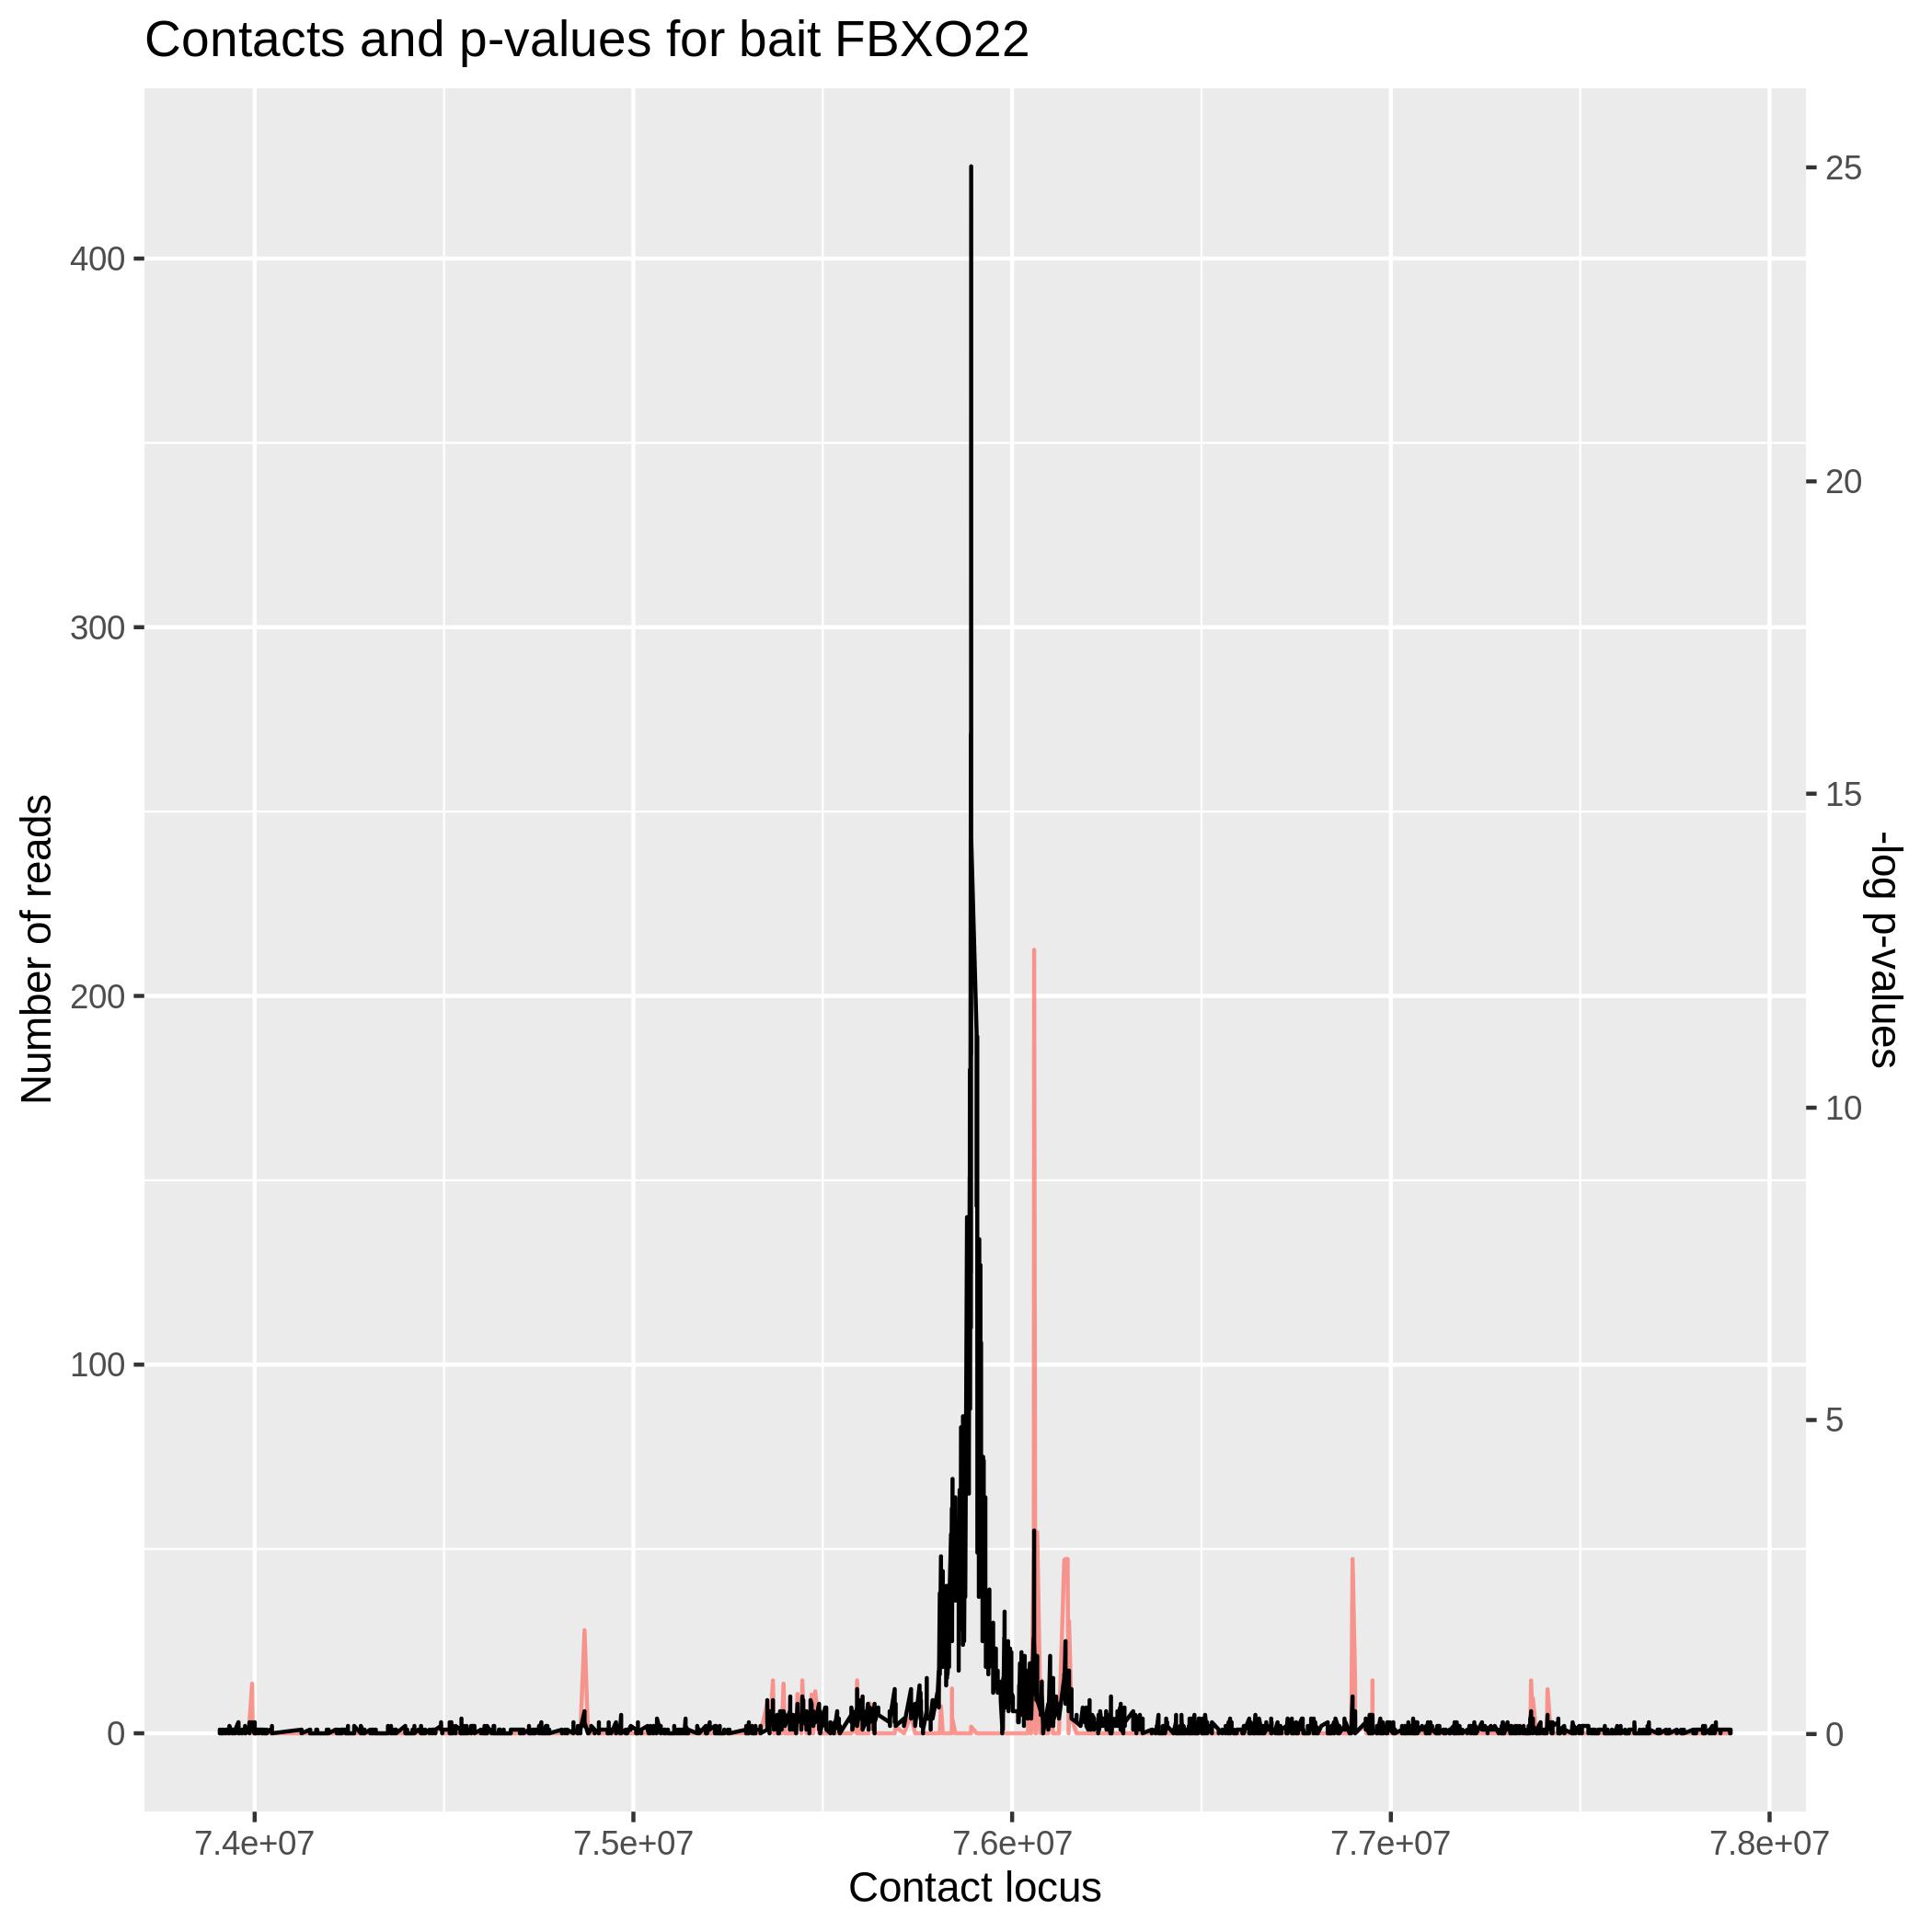 Contacts and p-values for bait FBXO22
Number of reads
400
300
200
100
0
25
20
15
10
5
0
-log p-values
7.4e+07 7.5e+07 7.6e+07 7.7e+07 7.8e+07
Contact locus